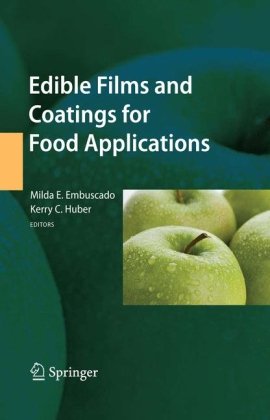 Edible Films and
Coatings for
Food Applications
Milda E. Embuscado
Kerry C. Huber
EDITORS
Springer